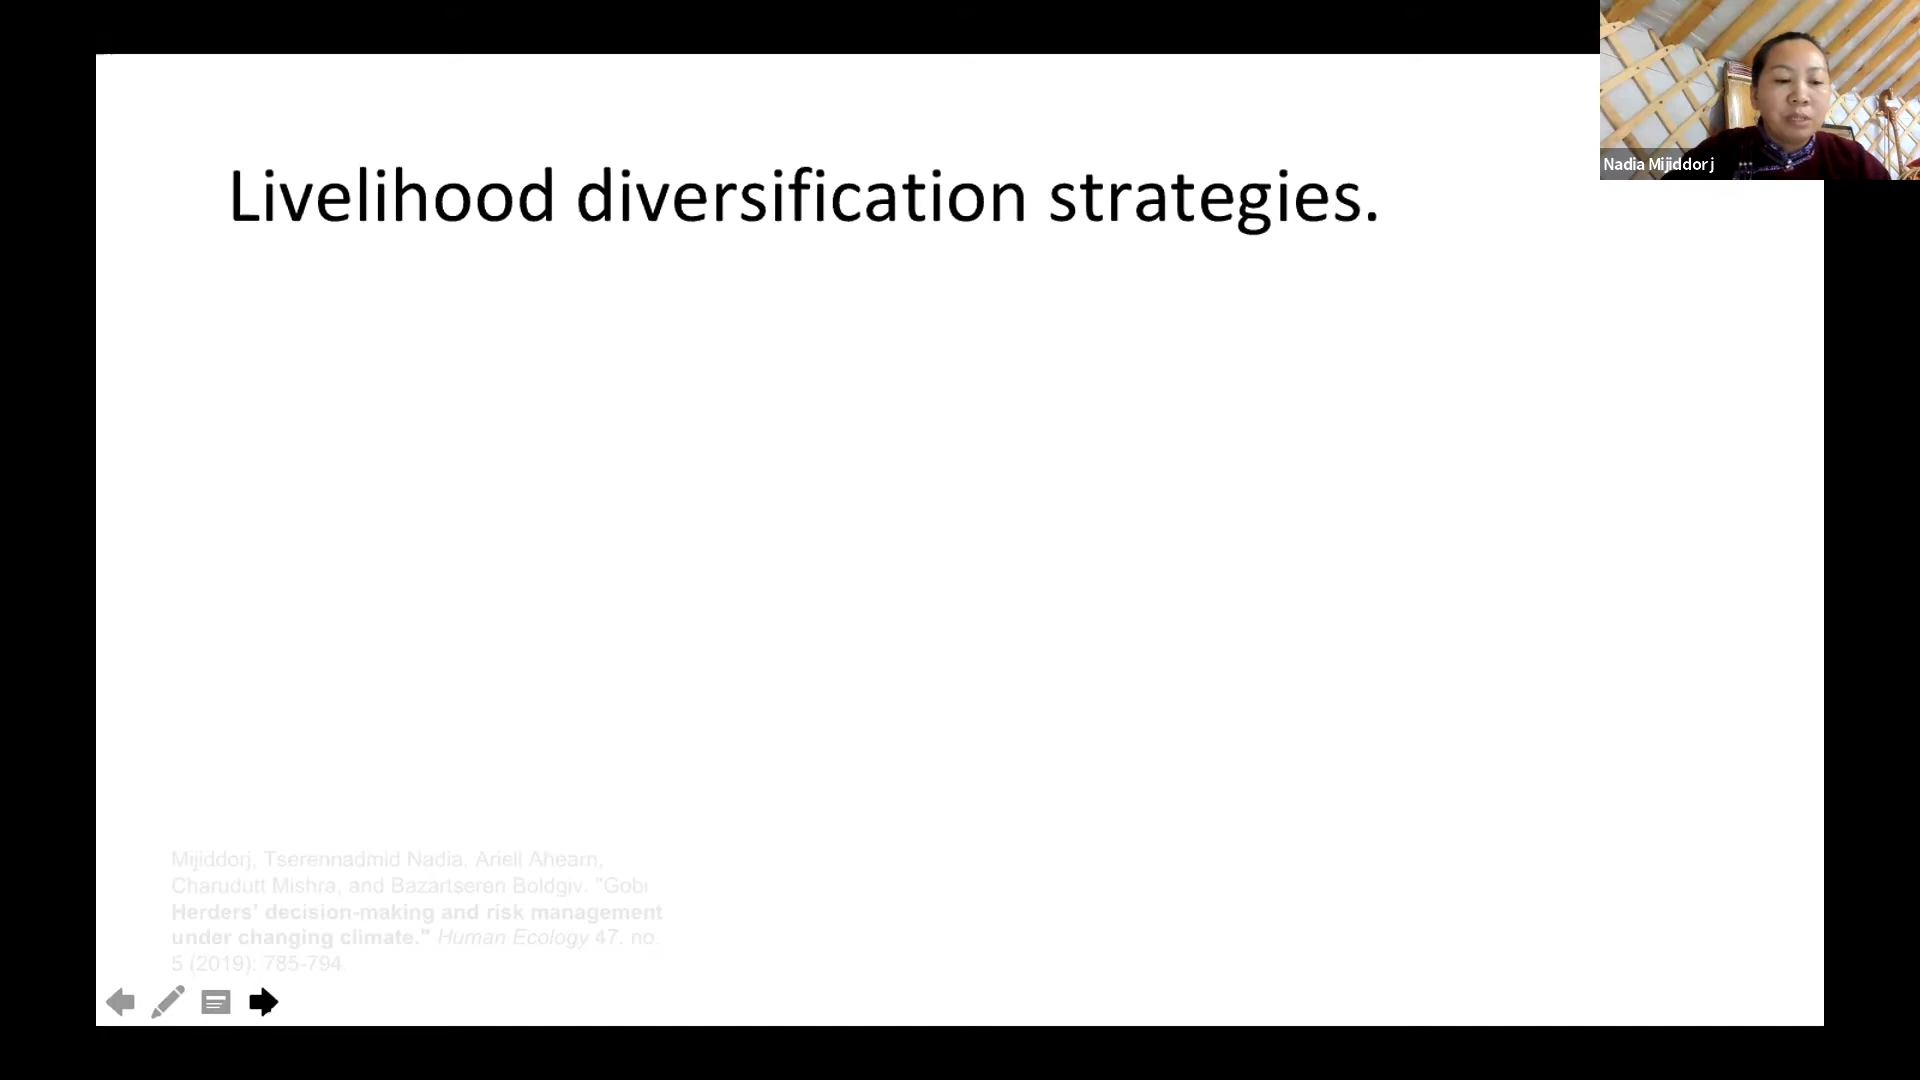 Nadia Mijiddorj
Livelihood diversification strategies.
Mijiddorj, Tserennadmid Nadia, Ariell Ahearn,
Charudutt Mishra, and Bazartseren Boldgiv. "Gobi
Herders' decision-making and risk management
under changing climate." Human Ecology 47, no.
5 (2019): 785-794.